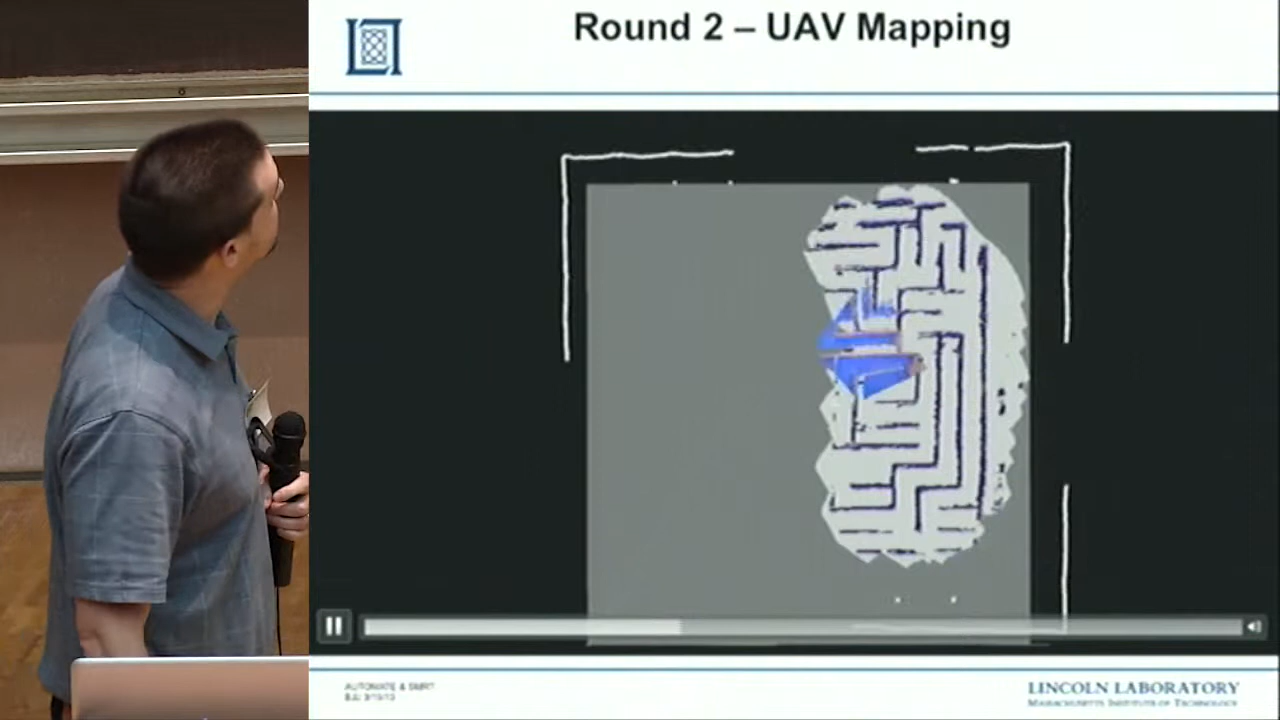 Round 2 – UAV Mapping
LINCOLN LABORATORY
MASSACHUSETTS INSTITUTE OF TECHNOLOGY